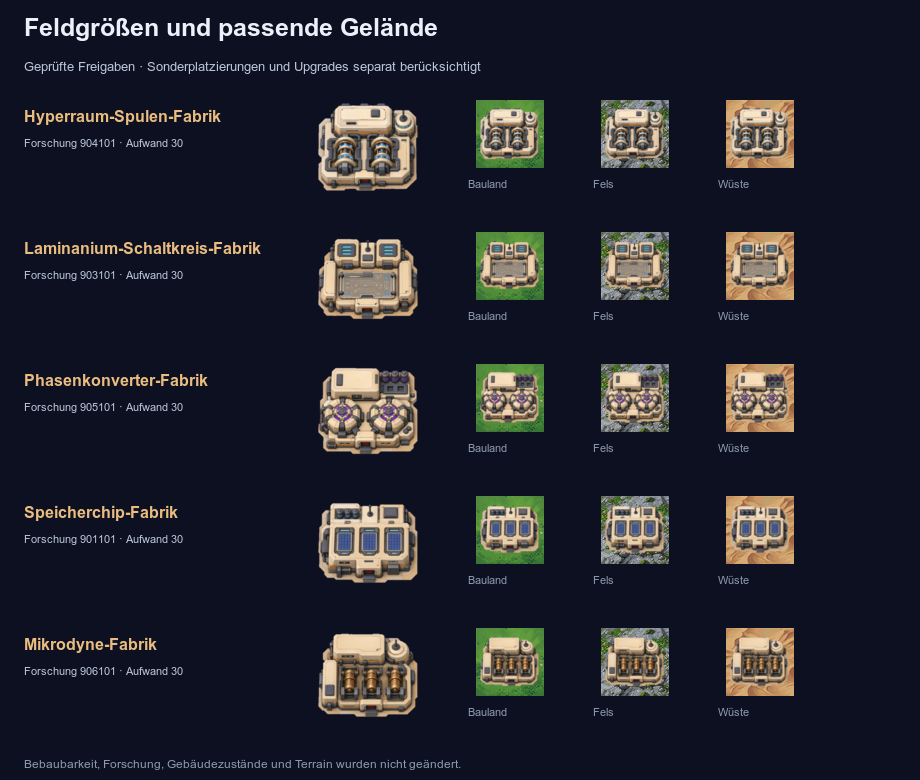 Feldgrößen und passende Gelände
Geprüfte Freigaben · Sonderplatzierungen und Upgrades separat berücksichtigt
Hyperraum-Spulen-Fabrik
Forschung 904101 · Aufwand 30
Bauland
Fels
Wüste
Laminanium-Schaltkreis-Fabrik
Forschung 903101 · Aufwand 30
Bauland
Fels
Wüste
Phasenkonverter-Fabrik
Forschung 905101 · Aufwand 30
Bauland
Fels
Wüste
Speicherchip-Fabrik
Forschung 901101 · Aufwand 30
Bauland
Fels
Wüste
Mikrodyne-Fabrik
Forschung 906101 · Aufwand 30
Bauland
Fels
Wüste
Bebaubarkeit, Forschung, Gebäudezustände und Terrain wurden nicht geändert.